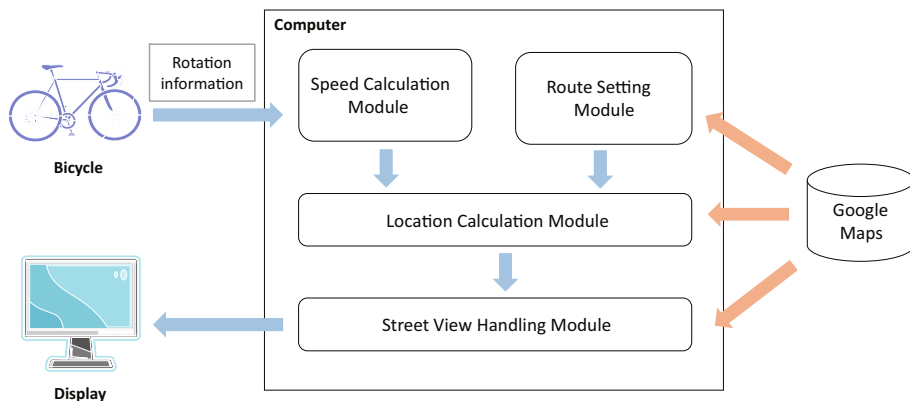 Computer
Rotation
information
Speed Calculation
Module
Route Setting
Module
Bicycle
Location Calculation Module
Google
Maps
Street View Handling Module
Display